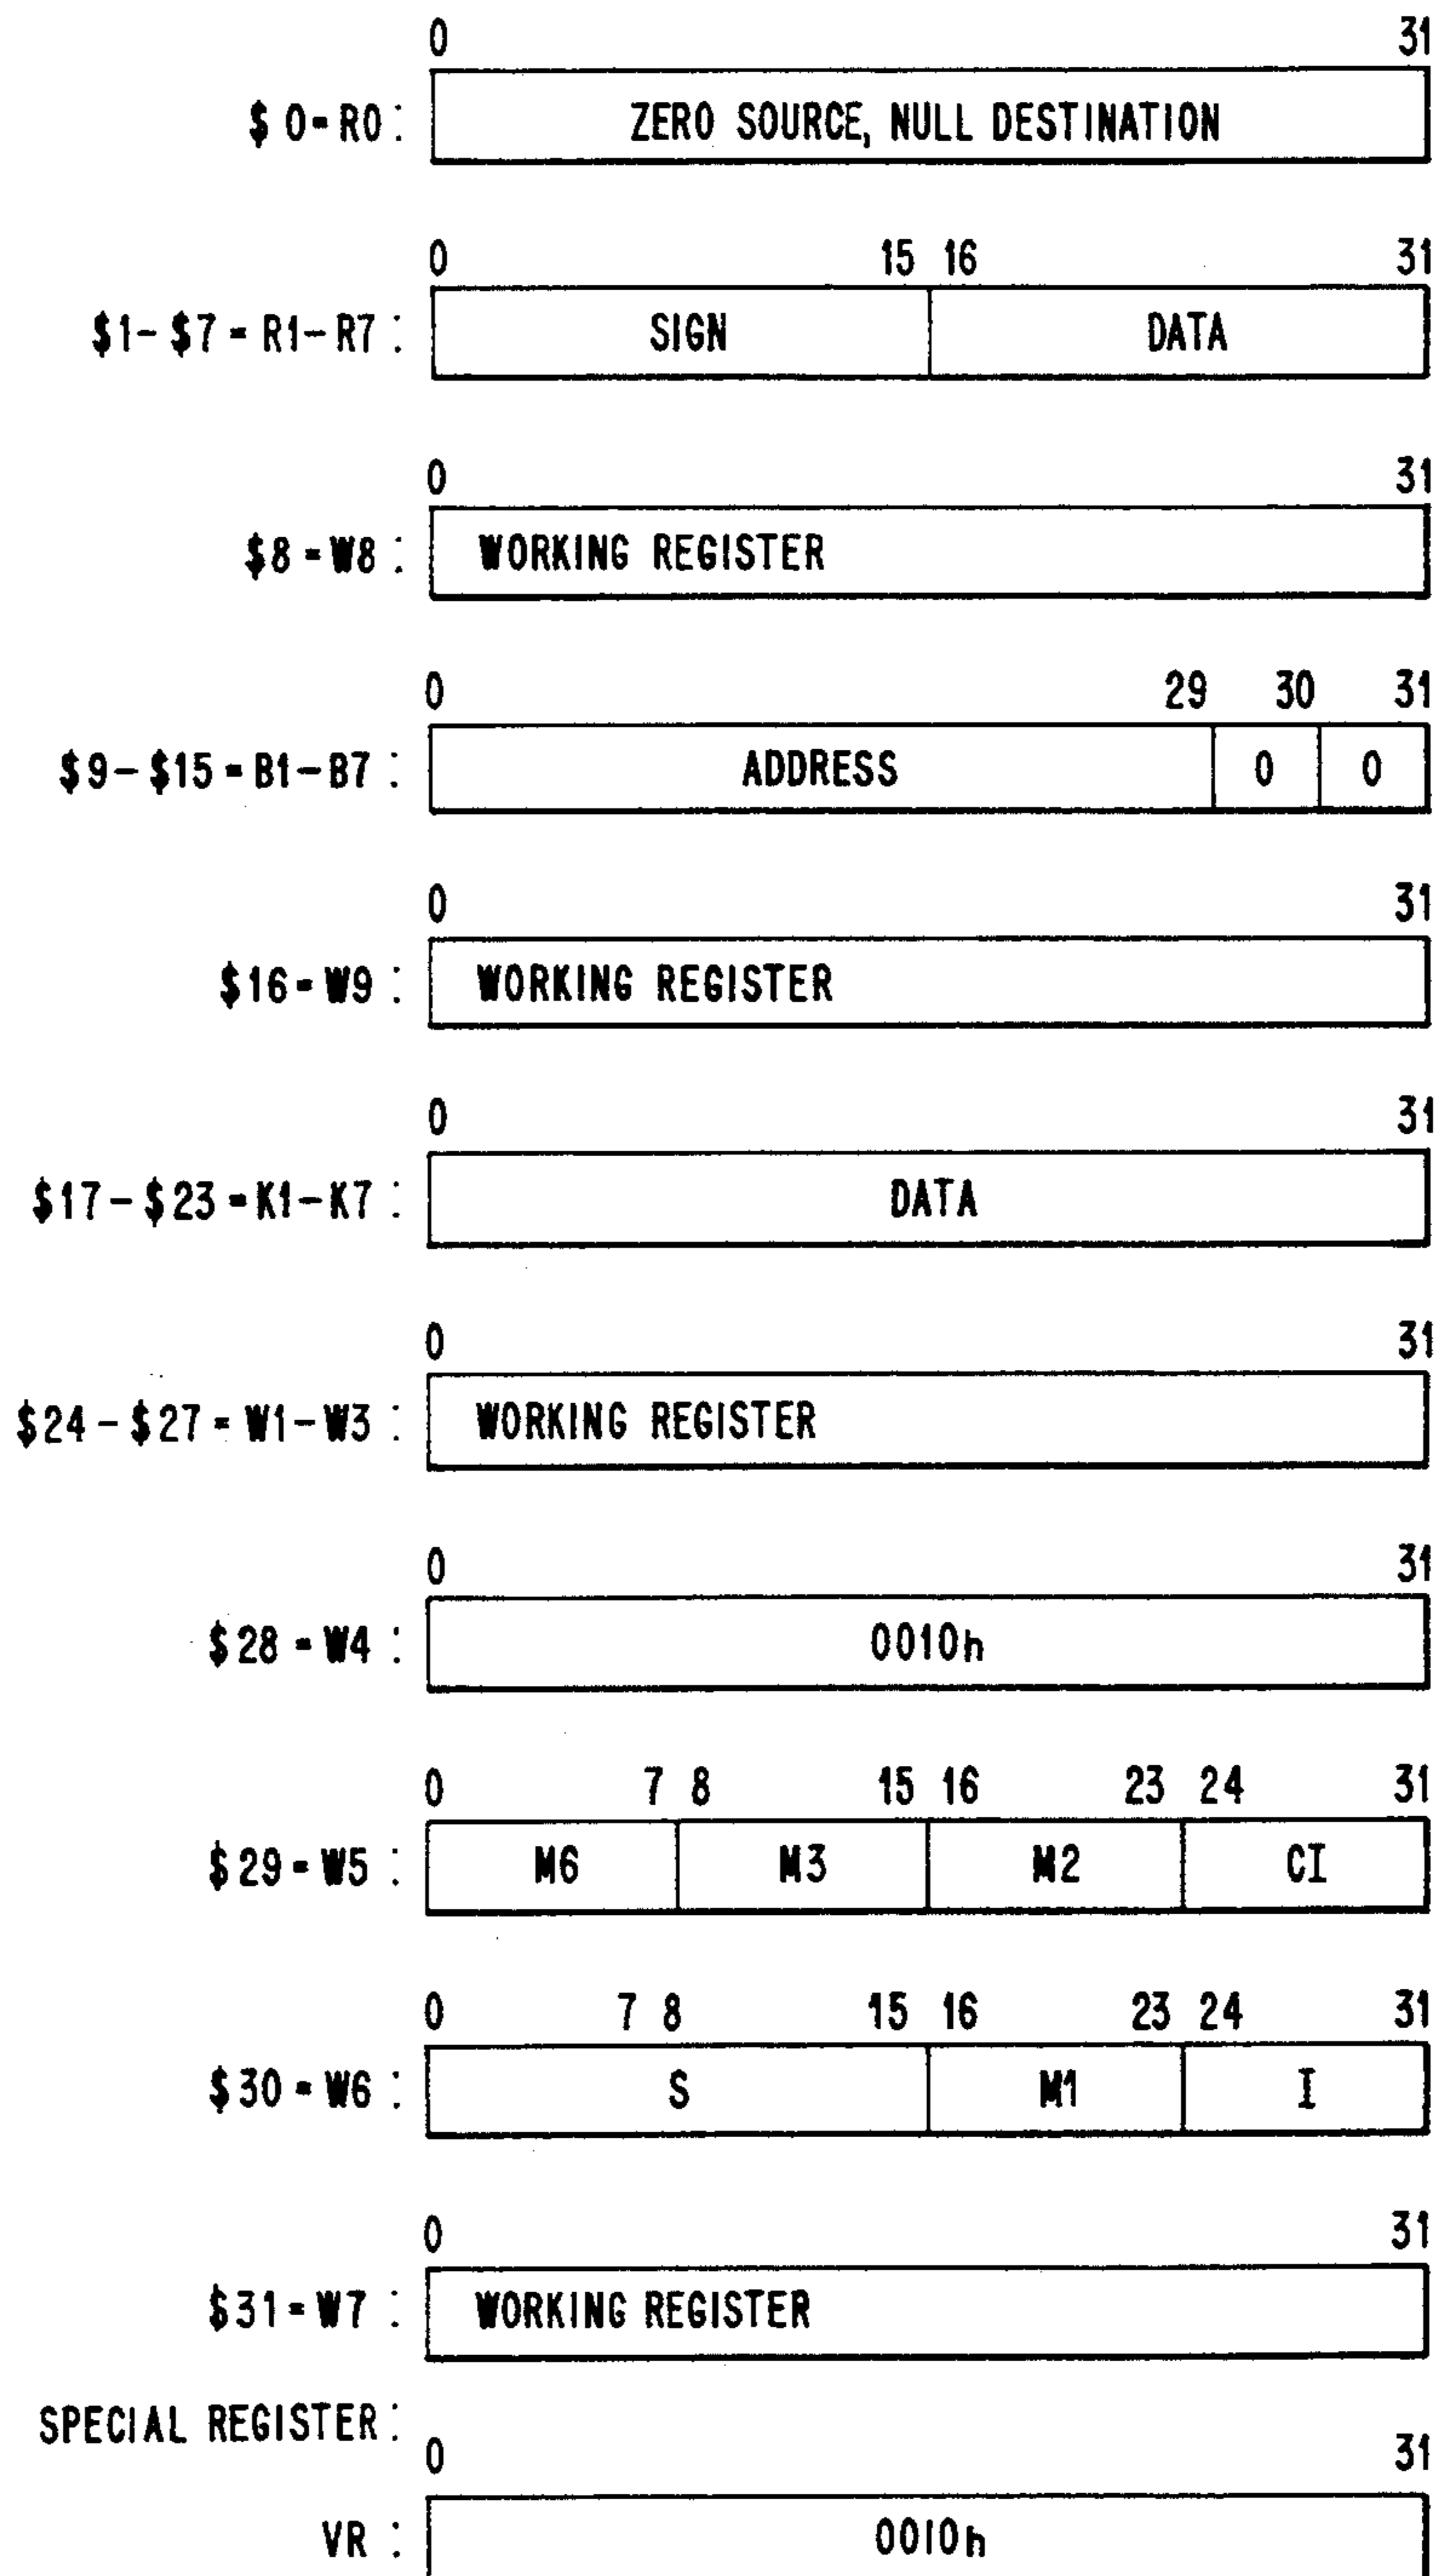 0 31
$0=R0: ZERO SOURCE, NULL DESTINATION
0 15 16 31
$1-$7=R1-R7: SIGN DATA
0 31
$8=W8: WORKING REGISTER
0 29 30 31
$9-$15=B1-B7: ADDRESS 0 0
0 31
$16=W9: WORKING REGISTER
0 31
$17-$23=K1-K7: DATA
0 31
$24-$27=W1-W3: WORKING REGISTER
0 31
$28=W4: 0010h
0 7 8 15 16 23 24 31
$29=W5: M6 M3 M2 CI
0 7 8 15 16 23 24 31
$30=W6: S M1 I
0 31
$31=W7: WORKING REGISTER
SPECIAL REGISTER:
0 31
VR: 0010h